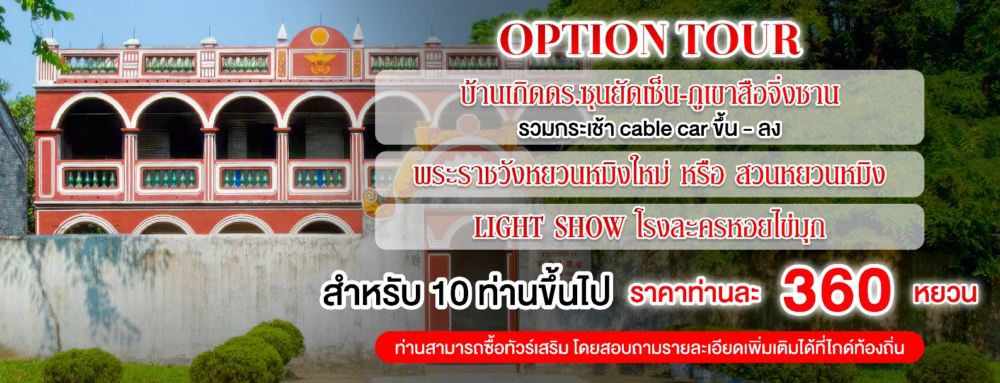 OPTION TOUR
บ้านเกิดดร.ซุนยัดเซ็น-ภูเขาสือจิ่งซาน
รวมกระเช้า cable car ขึ้น – ลง
พระราชวังหยวนหมิงใหม่ หรือ สวนหยวนหมิง
LIGHT SHOW โรงละครหอยไข่มุก
สำหรับ 10 ท่านขึ้นไป ราคาท่านละ 360 หยวน
ท่านสามารถซื้อทัวร์เสริม โดยสอบถามรายละเอียดเพิ่มเติมได้ที่ไกด์ท้องถิ่น